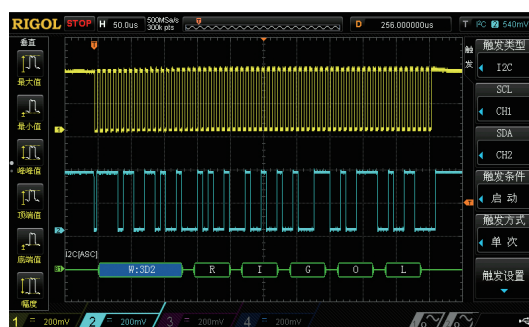 RIGOL STOP H 50.0us 500MSa/s 300k pts D 256.000000us T PC 2 540mV
垂直
最大值
最小值
峰峰值
顶端值
底端值
幅度
触发
触发类型
I2C
SCL
CH1
SDA
CH2
触发条件
启动
触发方式
单次
触发设置
I2C[ASC]
B1 W:3D2 R I G O L
1 = 200mV 2 = 200mV 3 = 200mV 4 = 200mV